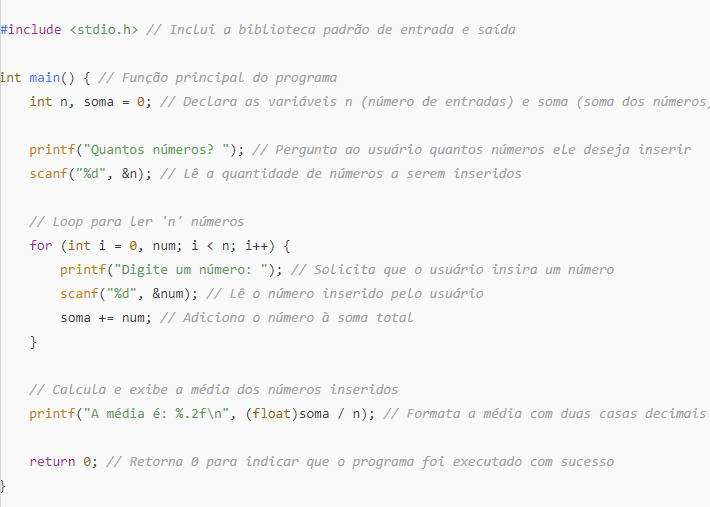 #include <stdio.h> // Inclui a biblioteca padrão de entrada e saída
int main() { // Função principal do programa
int n, soma = 0; // Declara as variáveis n (número de entradas) e soma (soma dos números)
printf("Quantos números? "); // Pergunta ao usuário quantos números ele deseja inserir
scanf("%d", &n); // Lê a quantidade de números a serem inseridos
// Loop para ler 'n' números
for (int i = 0, num; i < n; i++) {
printf("Digite um número: "); // Solicita que o usuário insira um número
scanf("%d", &num); // Lê o número inserido pelo usuário
soma += num; // Adiciona o número à soma total
}
// Calcula e exibe a média dos números inseridos
printf("A média é: %.2f\n", (float)soma / n); // Formata a média com duas casas decimais
return 0; // Retorna 0 para indicar que o programa foi executado com sucesso
}